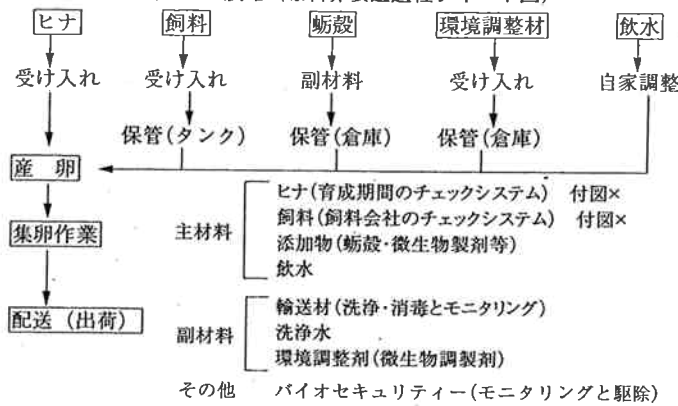 ヒナ 飼料 蛎殻 環境調整材 飲水
受け入れ 受け入れ 副材料 受け入れ 自家調整
保管(タンク) 保管(倉庫) 保管(倉庫)
産 卵
集卵作業
配送(出荷)
主材料
ヒナ(育成期間のチェックシステム) 付図×
飼料(飼料会社のチェックシステム) 付図×
添加物(蛎殻・微生物製剤等)
飲水
副材料
輸送材(洗浄・消毒とモニタリング)
洗浄水
環境調整剤(微生物調製剤)
その他 バイオセキュリティー(モニタリングと駆除)